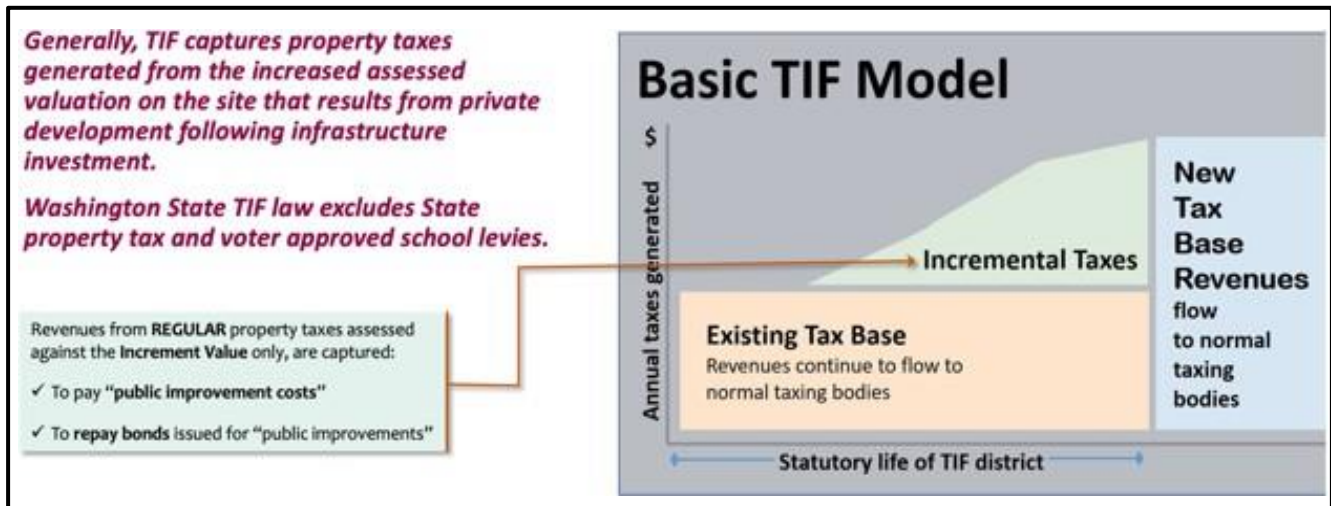 Generally, TIF captures property taxes
generated from the increased assessed
valuation on the site that results from private
development following infrastructure
investment.
Washington State TIF law excludes State
property tax and voter approved school levies.
Revenues from REGULAR property taxes assessed
against the Increment Value only, are captured:
✓ To pay “public improvement costs”
✓ To repay bonds issued for “public improvements”
Basic TIF Model
$
Annual taxes generated
Incremental Taxes
Existing Tax Base
Revenues continue to flow to
normal taxing bodies
New
Tax
Base
Revenues
flow
to normal
taxing
bodies
Statutory life of TIF district